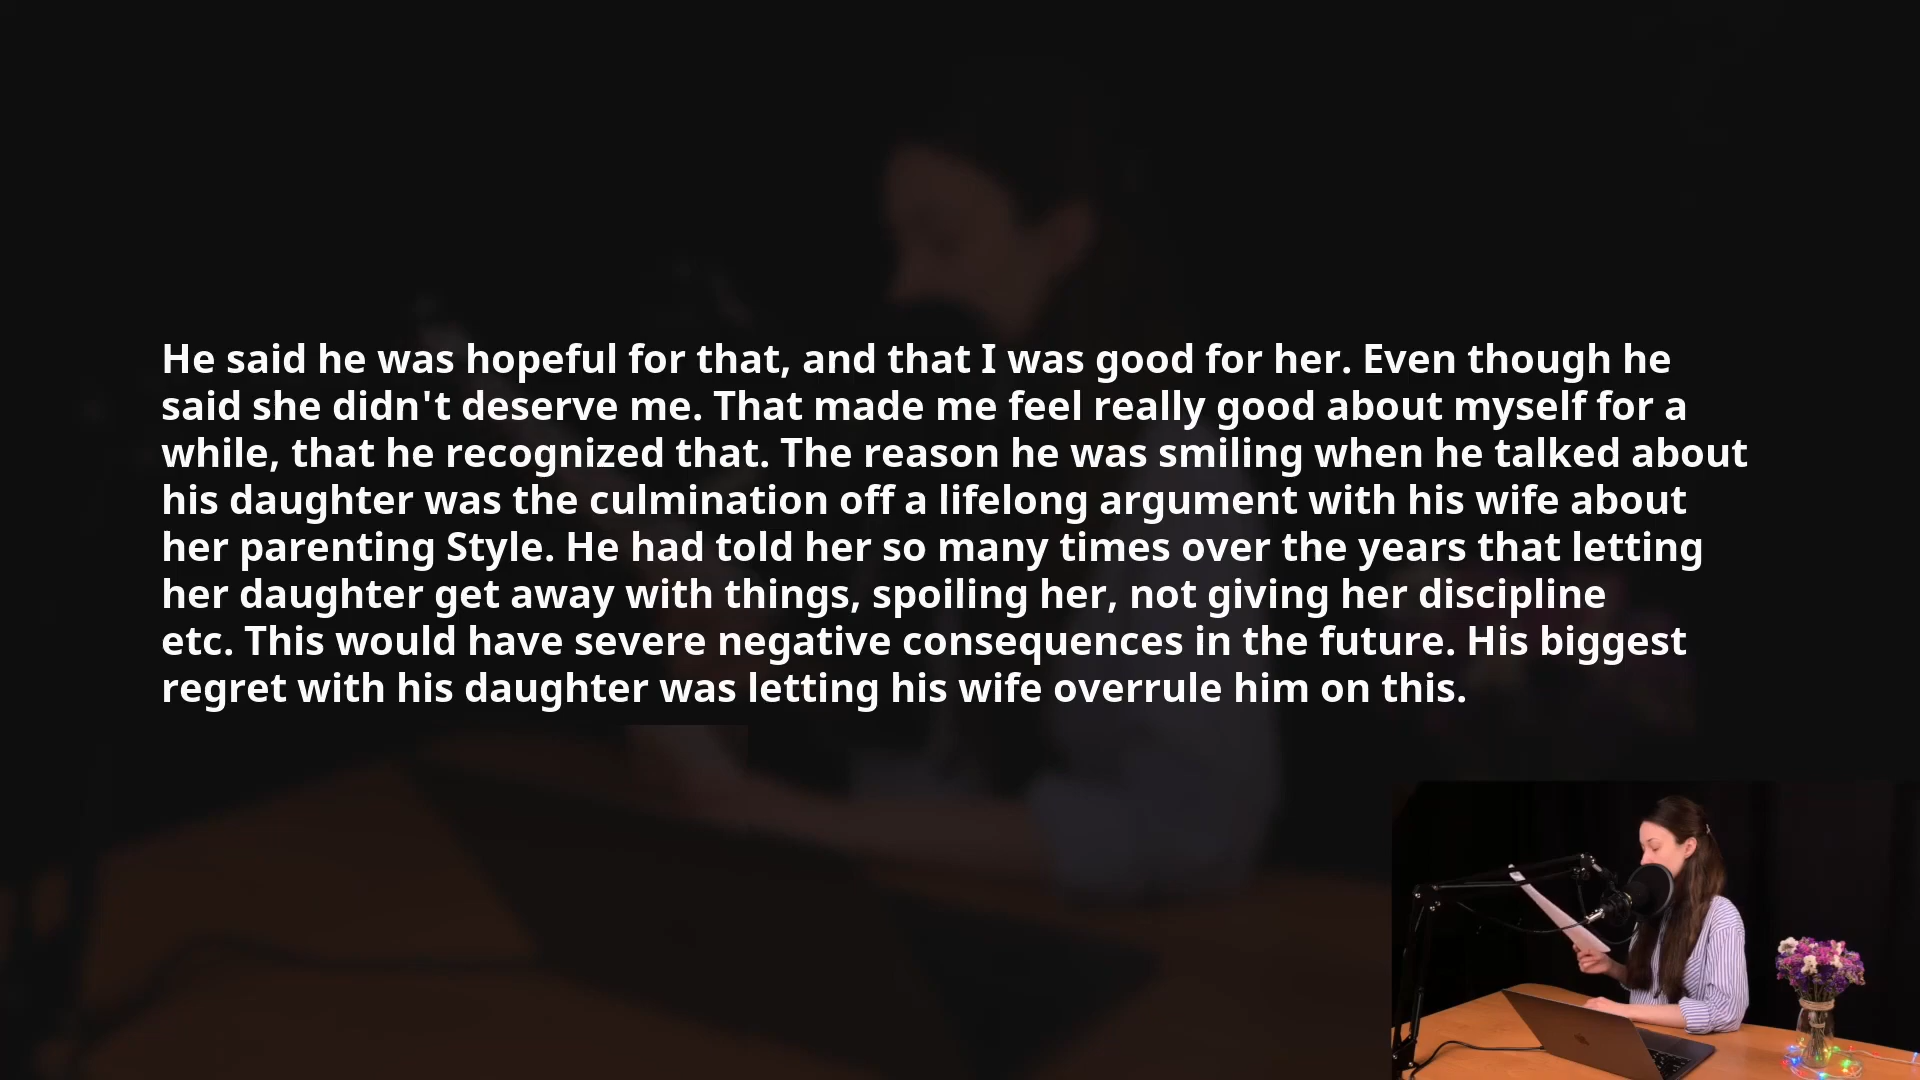 He said he was hopeful for that, and that I was good for her. Even though he
said she didn't deserve me. That made me feel really good about myself for a
while, that he recognized that. The reason he was smiling when he talked about
his daughter was the culmination off a lifelong argument with his wife about
her parenting Style. He had told her so many times over the years that letting
her daughter get away with things, spoiling her, not giving her discipline
etc. This would have severe negative consequences in the future. His biggest
regret with his daughter was letting his wife overrule him on this.